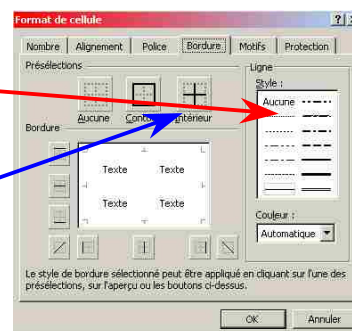 Format de cellule
Nombre Alignement Police Bordure Motifs Protection
Présélections
Ligne
Style :
Aucune
Aucune Intérieur
Bordure
Texte Texte
Texte Texte
Couleur :
Automatique
Le style de bordure sélectionné peut être appliqué en cliquant sur l'une des
présélections, sur l'aperçu ou les boutons ci-dessus.
OK Annuler